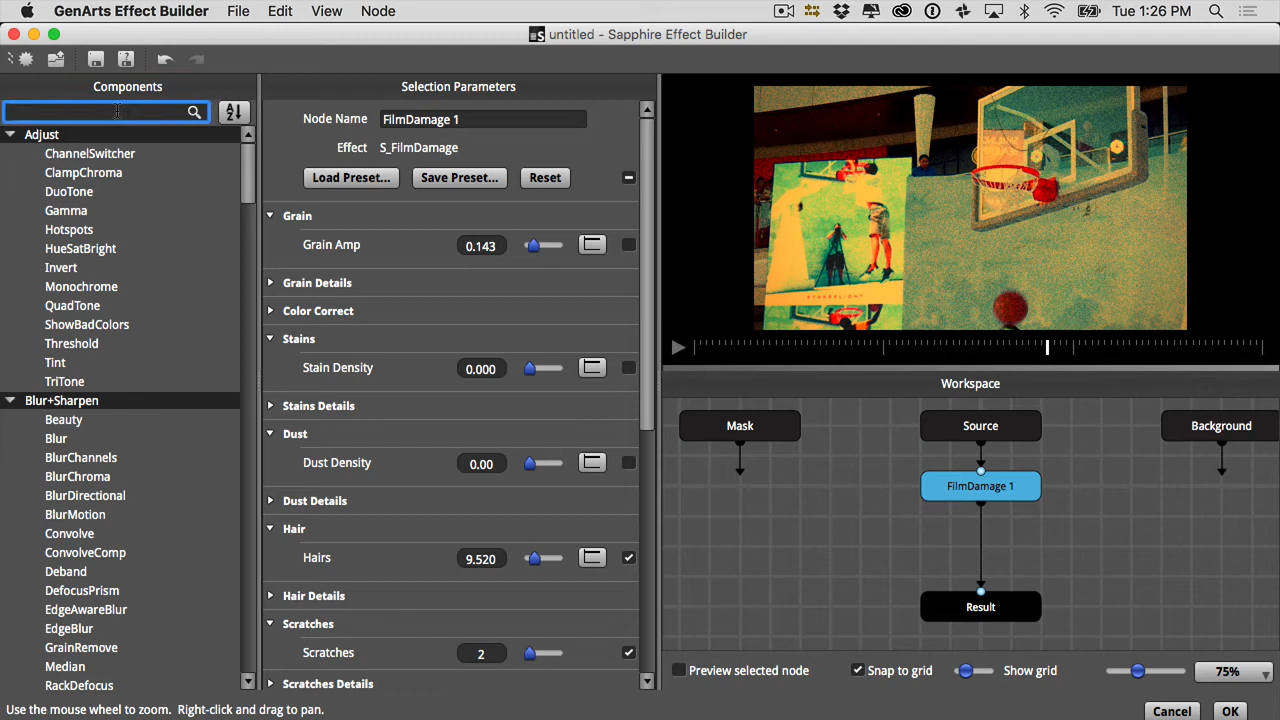 GenArts Effect Builder File Edit View Node Tue 1:26 PM
untitled - Sapphire Effect Builder
Components
Adjust
ChannelSwitcher
ClampChroma
DuoTone
Gamma
Hotspots
HueSatBright
Invert
Monochrome
QuadTone
ShowBadColors
Threshold
Tint
TriTone
Blur+Sharpen
Beauty
Blur
BlurChannels
BlurChroma
BlurDirectional
BlurMotion
Convolve
ConvolveComp
Deband
DefocusPrism
EdgeAwareBlur
EdgeBlur
GrainRemove
Median
RackDefocus
Selection Parameters
Node Name FilmDamage 1
Effect S_FilmDamage
Load Preset... Save Preset... Reset
Grain
Grain Amp 0.143
Grain Details
Color Correct
Stains
Stain Density 0.000
Stains Details
Dust
Dust Density 0.00
Dust Details
Hair
Hairs 9.520
Hair Details
Scratches
Scratches 2
Scratches Details
#TAKEFLIGHT
Workspace
Mask Source Background
FilmDamage 1
Result
Preview selected node Snap to grid Show grid 75%
Use the mouse wheel to zoom. Right-click and drag to pan.
Cancel OK